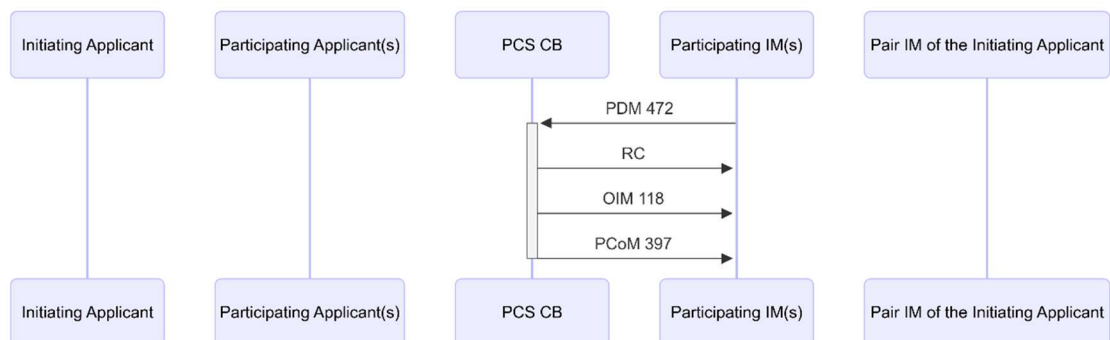 Initiating Applicant
Participating Applicant(s)
PCS CB
Participating IM(s)
Pair IM of the Initiating Applicant
PDM 472
RC
OIM 118
PCoM 397
Initiating Applicant
Participating Applicant(s)
PCS CB
Participating IM(s)
Pair IM of the Initiating Applicant